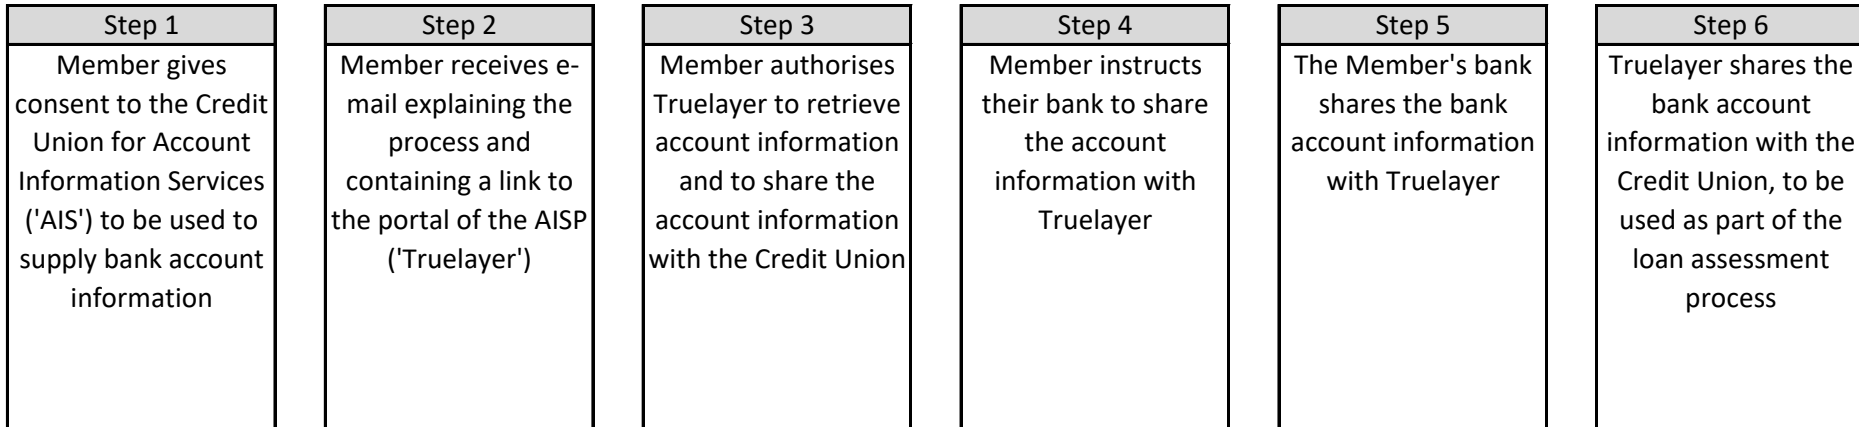 Step 1
Member gives
consent to the Credit
Union for Account
Information Services
('AIS') to be used to
supply bank account
information
Step 2
Member receives e-
mail explaining the
process and
containing a link to
the portal of the AISP
('Truelayer')
Step 3
Member authorises
Truelayer to retrieve
account information
and to share the
account information
with the Credit Union
Step 4
Member instructs
their bank to share
the account
information with
Truelayer
Step 5
The Member's bank
shares the bank
account information
with Truelayer
Step 6
Truelayer shares the
bank account
information with the
Credit Union, to be
used as part of the
loan assessment
process